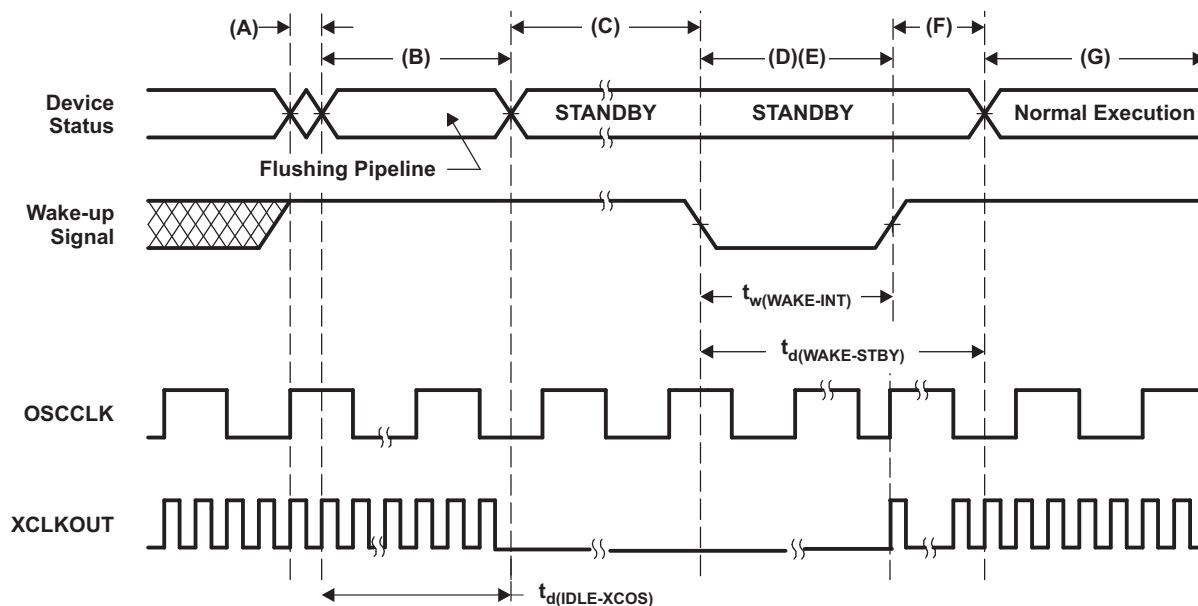 (A)
(C)
(F)
(B)
(D)(E)
(G)
Device
Status
STANDBY
STANDBY
Normal Execution
Flushing Pipeline
Wake-up
Signal
tw(WAKE-INT)
td(WAKE-STBY)
OSCCLK
XCLKOUT
td(IDLE-XCOS)